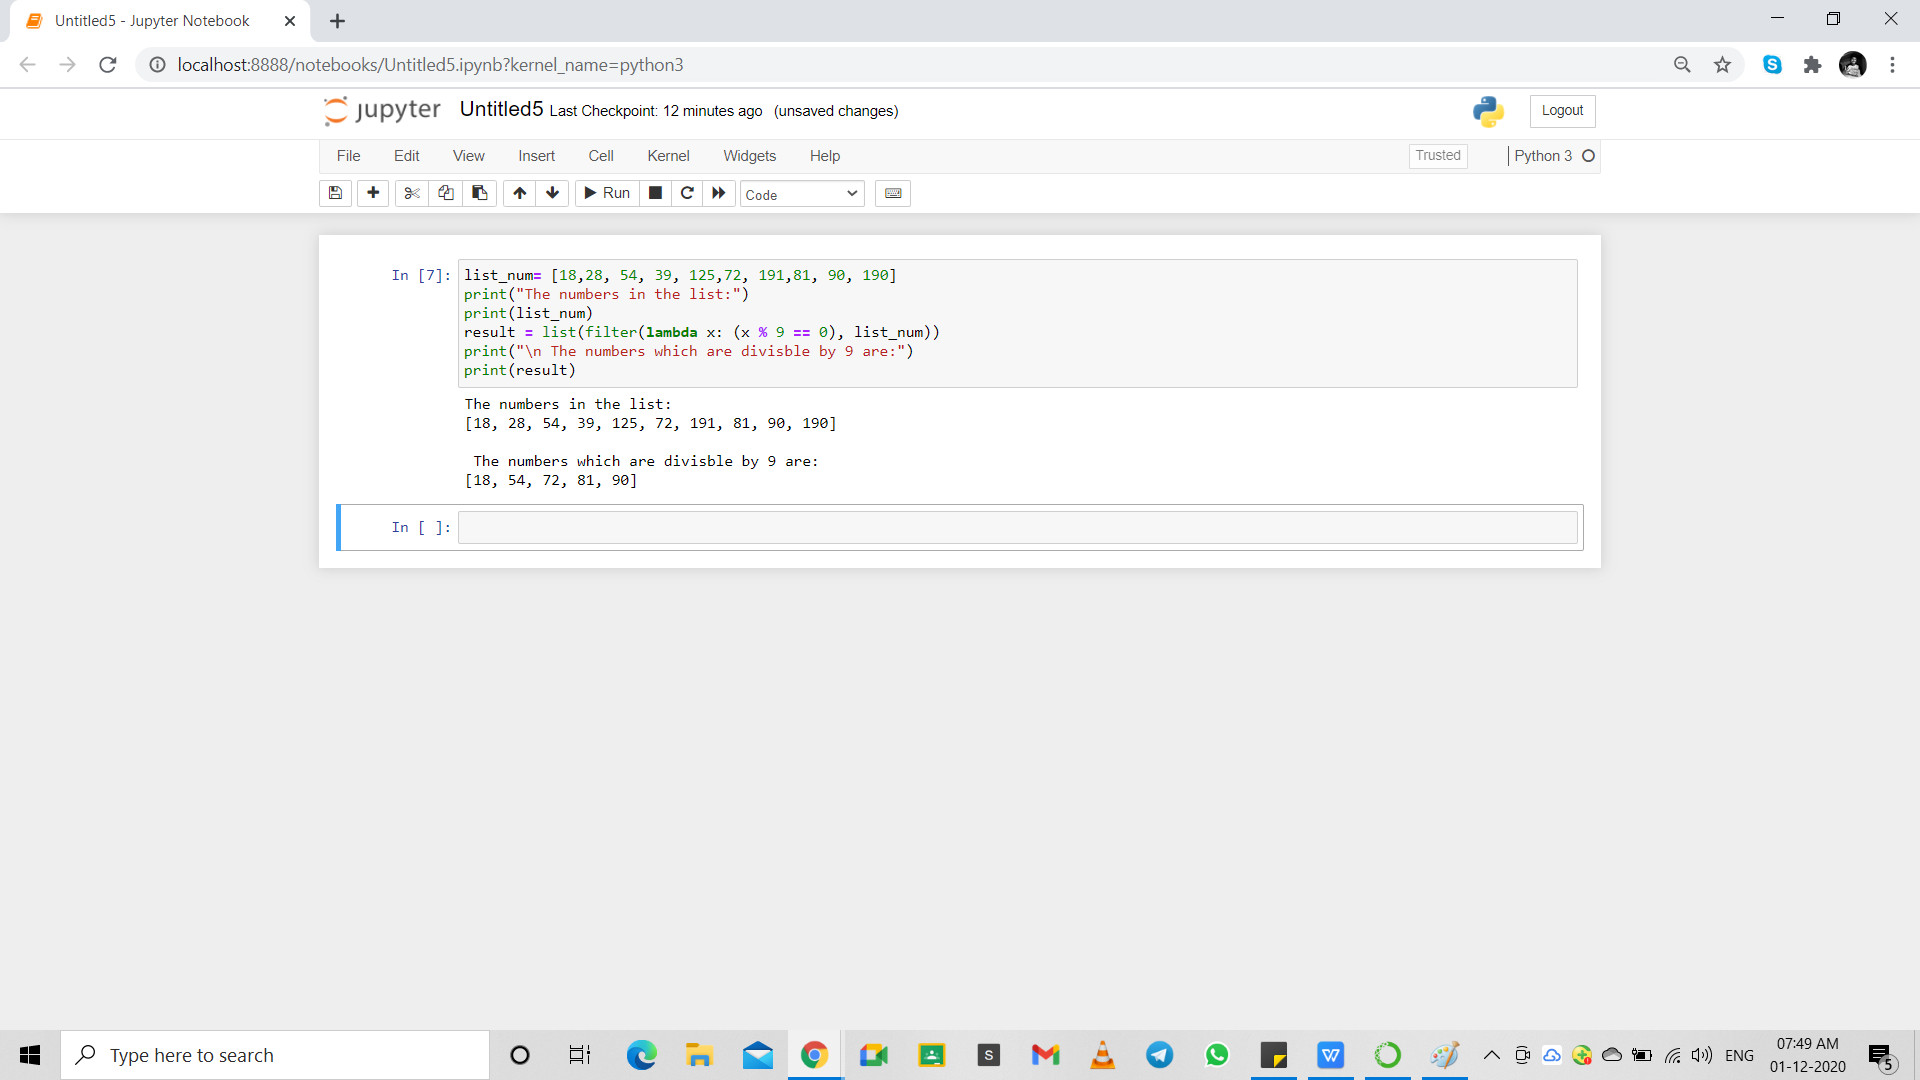 Untitled5 - Jupyter Notebook
localhost:8888/notebooks/Untitled5.ipynb?kernel_name=python3
jupyter Untitled5 Last Checkpoint: 12 minutes ago (unsaved changes)
Logout
File Edit View Insert Cell Kernel Widgets Help
Trusted
Python 3
Run
Code
In [7]: list_num= [18,28, 54, 39, 125,72, 191,81, 90, 190]
print("The numbers in the list:")
print(list_num)
result = list(filter(lambda x: (x % 9 == 0), list_num))
print("\n The numbers which are divisble by 9 are:")
print(result)
The numbers in the list:
[18, 28, 54, 39, 125, 72, 191, 81, 90, 190]
The numbers which are divisble by 9 are:
[18, 54, 72, 81, 90]
In [ ]:
Type here to search
S
W
ENG
07:49 AM
01-12-2020
5